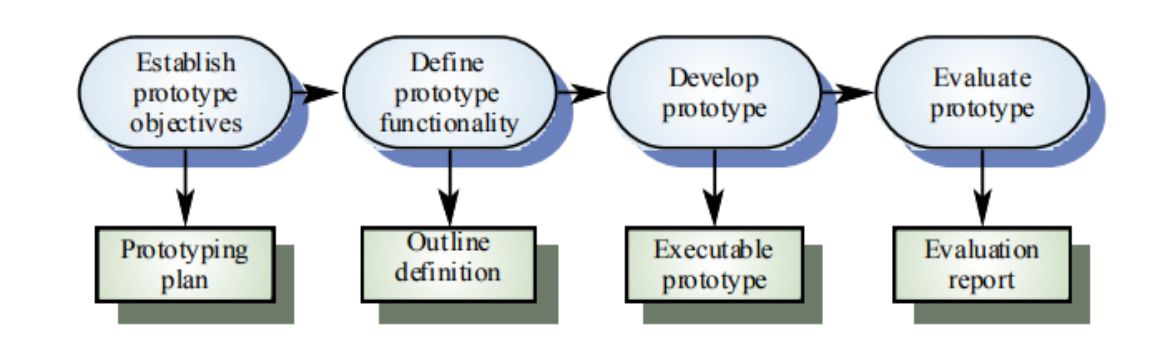 Establish
prototype
objectives
Define
prototype
functionality
Develop
prototype
Evaluate
prototype
Prototyping
plan
Outline
definition
Executable
prototype
Evaluation
report